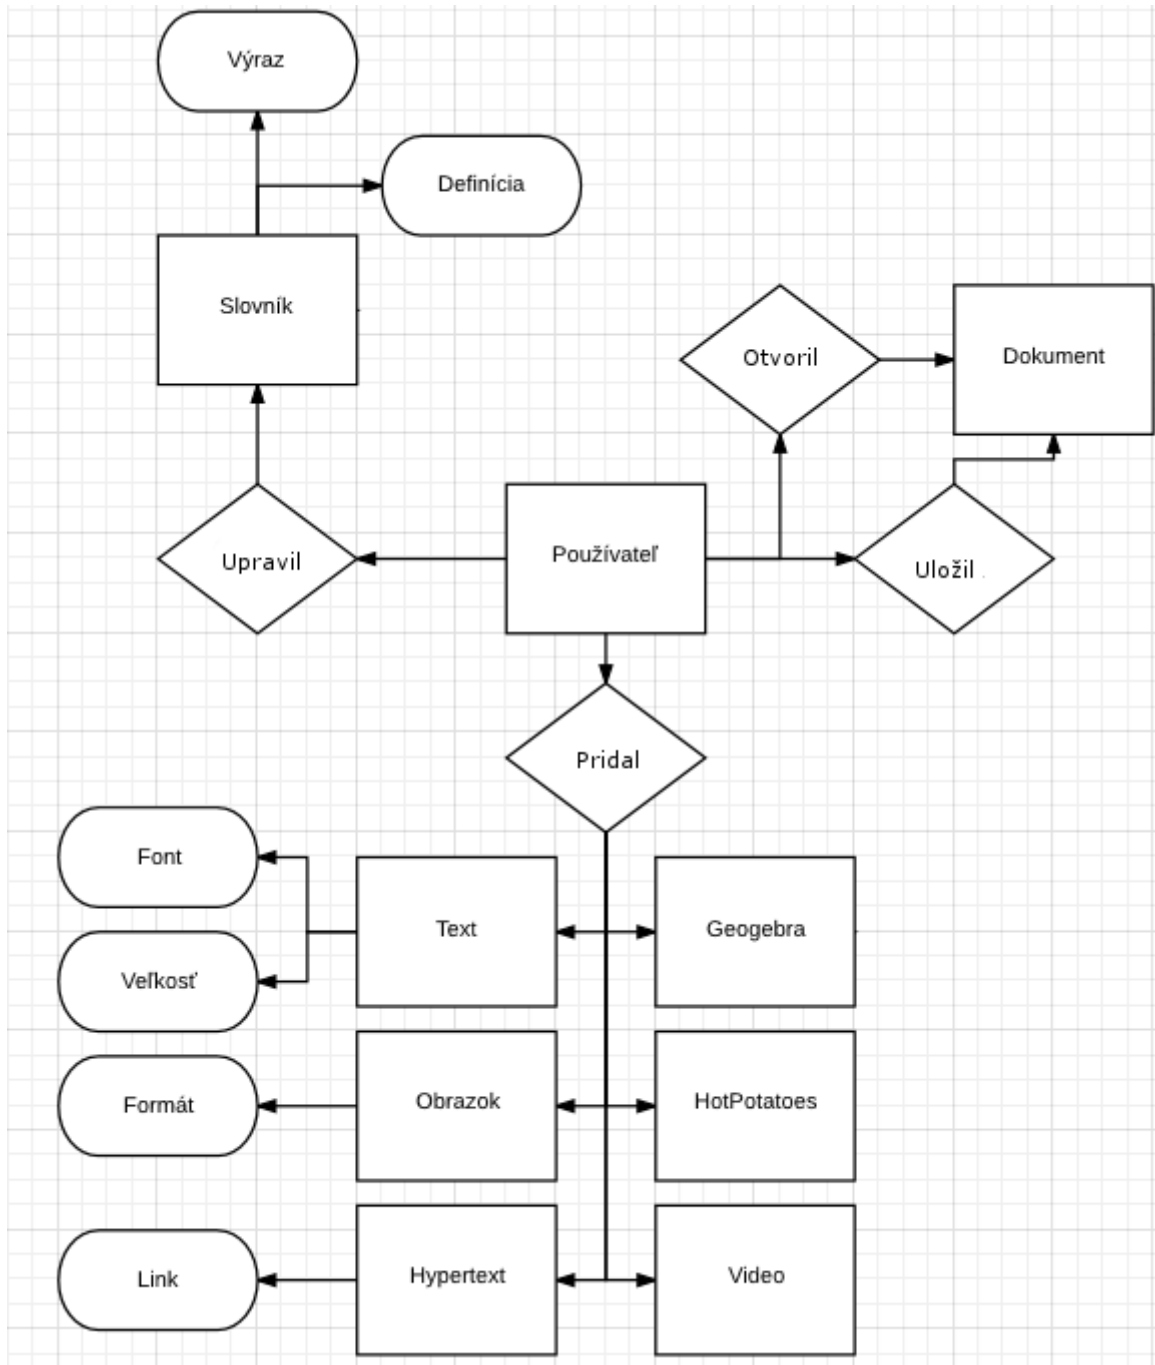 Výraz
Definícia
Slovník
Otvoril
Dokument
Upravil
Používateľ
Uložil
Pridal
Font
Text
Geogebra
Veľkosť
Formát
Obrazok
HotPotatoes
Link
Hypertext
Video